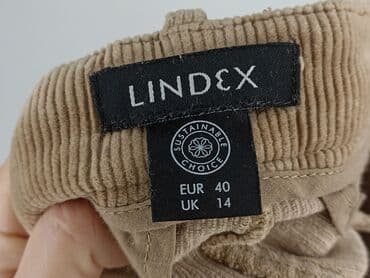 LINDEX
SUSTAINABLE
CHOICE
EUR 40
UK 14